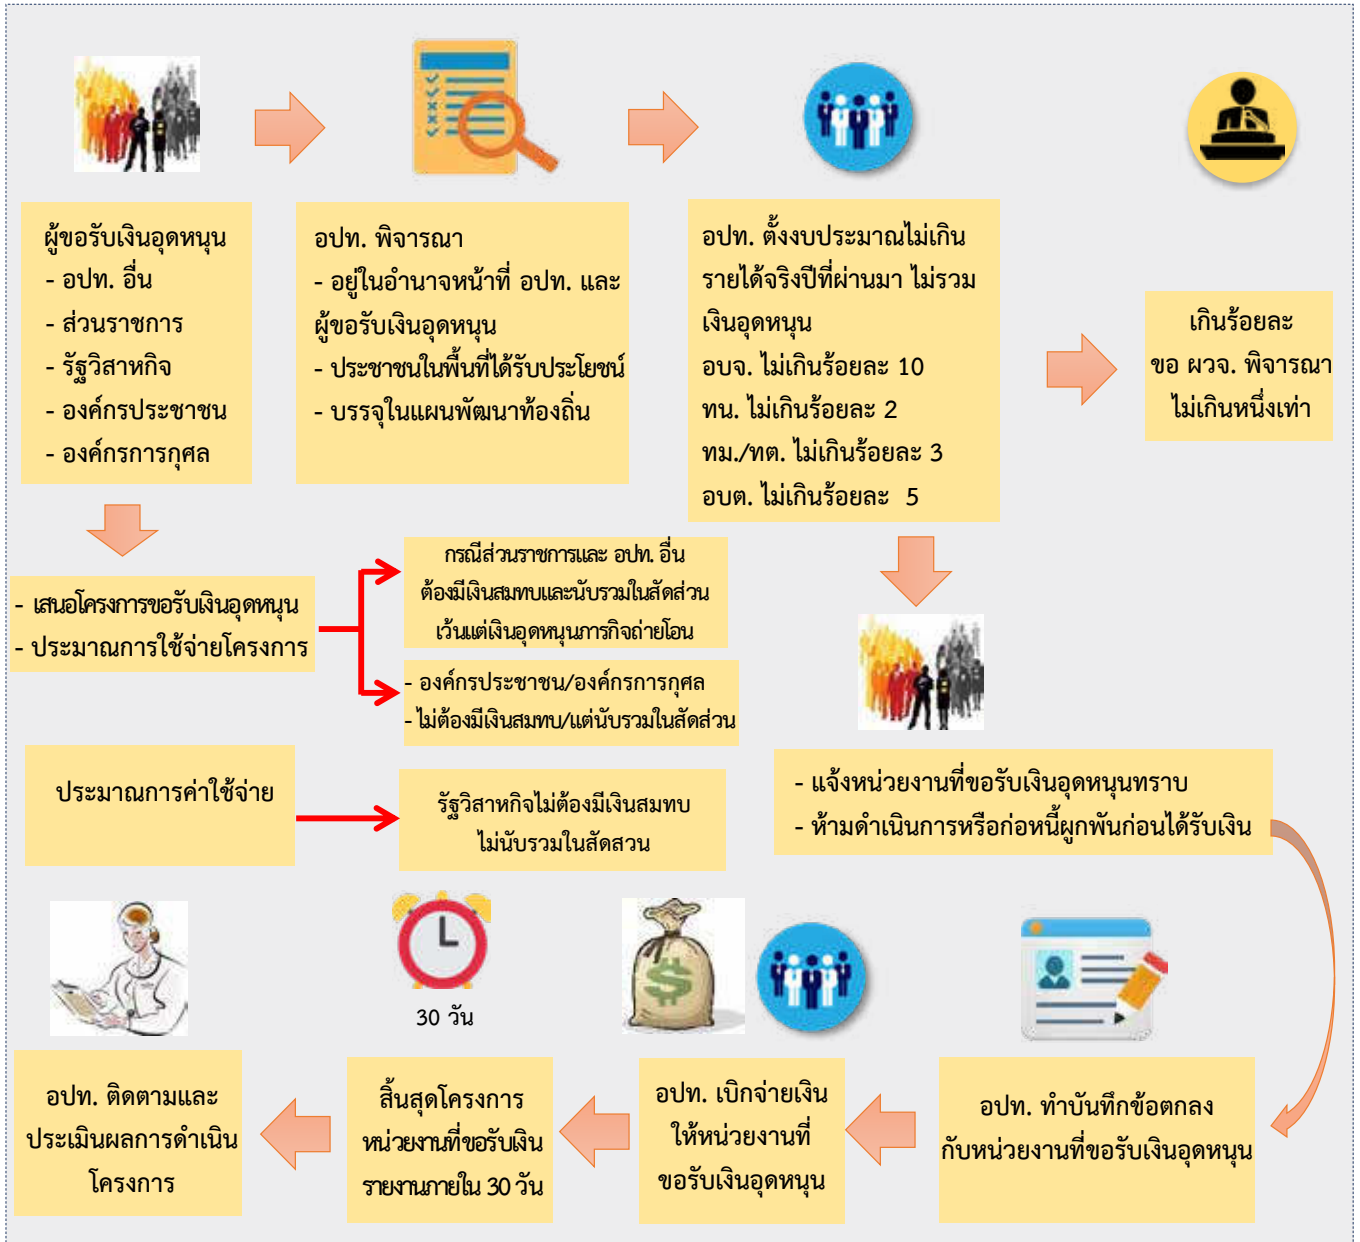 ผู้ขอรับเงินอุดหนุน
- อปท. อื่น
- ส่วนราชการ
- รัฐวิสาหกิจ
- องค์กรประชาชน
- องค์กรการกุศล
อปท. พิจารณา
- อยู่ในอำนาจหน้าที่ อปท. และ
ผู้ขอรับเงินอุดหนุน
- ประชาชนในพื้นที่ได้รับประโยชน์
- บรรจุในแผนพัฒนาท้องถิ่น
อปท. ตั้งงบประมาณไม่เกิน
รายได้จริงปีที่ผ่านมา ไม่รวม
เงินอุดหนุน
อบจ. ไม่เกินร้อยละ 10
ทน. ไม่เกินร้อยละ 2
ทม./ทต. ไม่เกินร้อยละ 3
อบต. ไม่เกินร้อยละ 5
เกินร้อยละ
ขอ ผวจ. พิจารณา
ไม่เกินหนึ่งเท่า
- เสนอโครงการขอรับเงินอุดหนุน
- ประมาณการใช้จ่ายโครงการ
กรณีส่วนราชการและ อปท. อื่น
ต้องมีเงินสมทบและนับรวมในสัดส่วน
เว้นแต่เงินอุดหนุนภารกิจถ่ายโอน
- องค์กรประชาชน/องค์กรการกุศล
- ไม่ต้องมีเงินสมทบ/แต่นับรวมในสัดส่วน
ประมาณการค่าใช้จ่าย
รัฐวิสาหกิจไม่ต้องมีเงินสมทบ
ไม่นับรวมในสัดสวน
- แจ้งหน่วยงานที่ขอรับเงินอุดหนุนทราบ
- ห้ามดำเนินการหรือก่อหนี้ผูกพันก่อนได้รับเงิน
30 วัน
อปท. ติดตามและ
ประเมินผลการดำเนิน
โครงการ
สิ้นสุดโครงการ
หน่วยงานที่ขอรับเงิน
รายงานภายใน 30 วัน
อปท. เบิกจ่ายเงิน
ให้หน่วยงานที่
ขอรับเงินอุดหนุน
อปท. ทำบันทึกข้อตกลง
กับหน่วยงานที่ขอรับเงินอุดหนุน